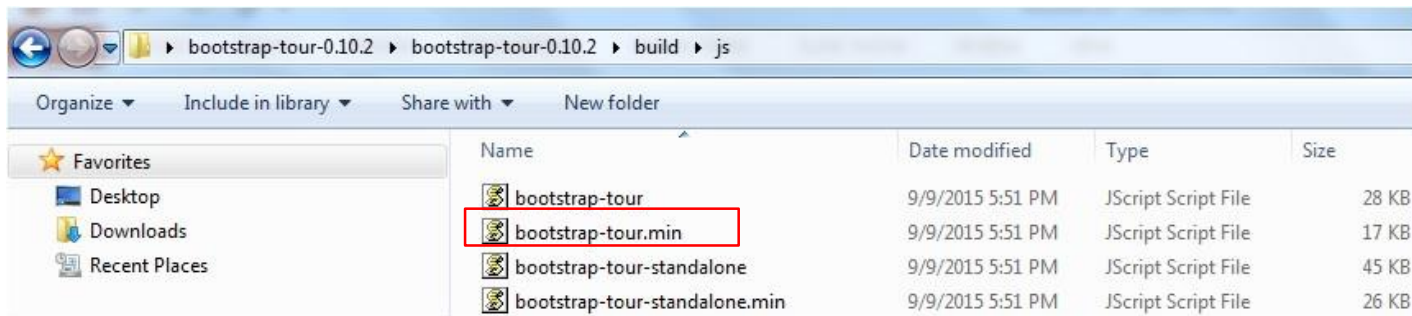 bootstrap-tour-0.10.2 bootstrap-tour-0.10.2 build js
Organize Include in library Share with New folder
Favorites
Desktop
Downloads
Recent Places
Name Date modified Type Size
bootstrap-tour 9/9/2015 5:51 PM JScript Script File 28 KB
bootstrap-tour.min 9/9/2015 5:51 PM JScript Script File 17 KB
bootstrap-tour-standalone 9/9/2015 5:51 PM JScript Script File 45 KB
bootstrap-tour-standalone.min 9/9/2015 5:51 PM JScript Script File 26 KB